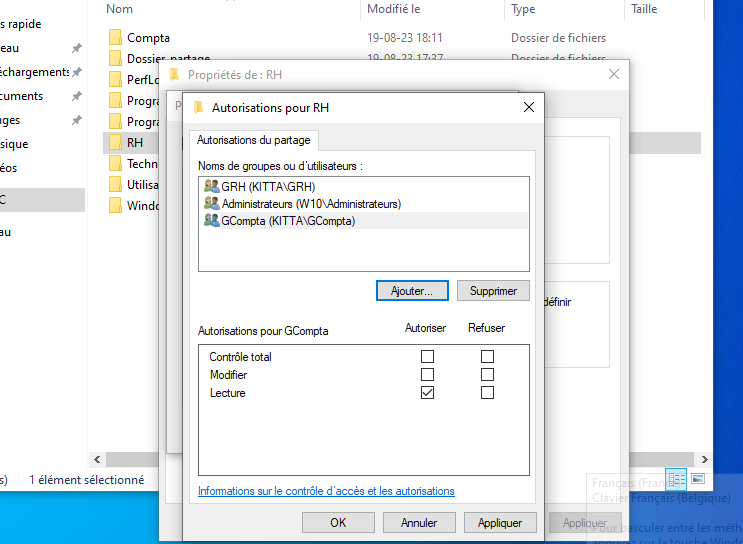 Nom Modifié le Type Taille
s rapide
Compta 19-08-23 18:11 Dossier de fichiers
eau
Dossier partage 19-08-23 17:37 Dossier de fichiers
Propriétés de : RH
échargements
PerfLo
cuments
Progra
Autorisations pour RH
ges
Progra
sique
RH
Autorisations du partage
éos
Techn
Noms de groupes ou d'utilisateurs :
Utilisa
GRH (KITTA\GRH)
C
Windo
Administrateurs (W10\Administrateurs)
GCompta (KITTA\GCompta)
au
Ajouter... Supprimer
définir
Autorisations pour GCompta Autoriser Refuser
Contrôle total
Modifier
Lecture
s) 1 élément sélectionné
Informations sur le contrôle d'accès et les autorisations
Français (France)
Clavier Français (Belgique)
OK Annuler Appliquer Appliquer
Pour basculer entre les méth
appuyez sur la touche Windo